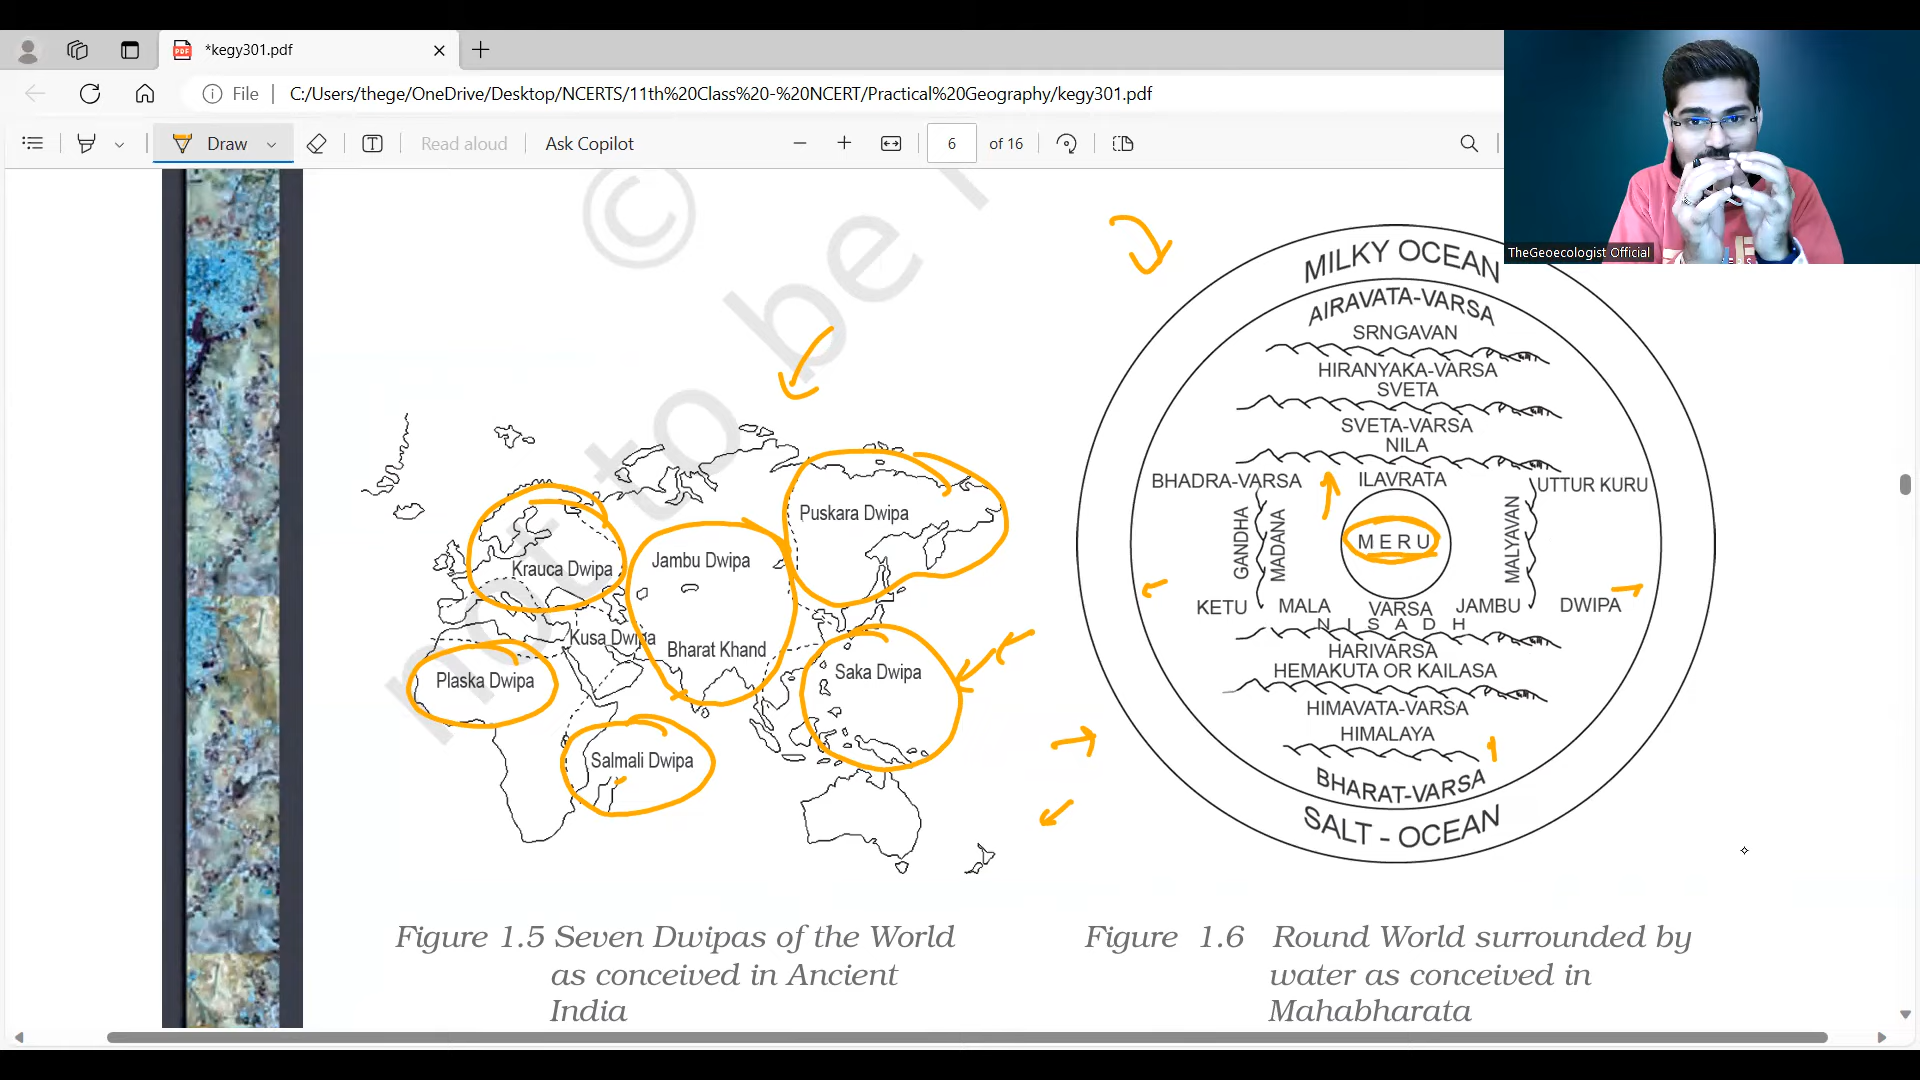 *kegy301.pdf
File
C:/Users/thege/OneDrive/Desktop/NCERTS/11th%20Class%20-%20NCERT/Practical%20Geography/kegy301.pdf
Draw
Read aloud
Ask Copilot
6
of 16
TheGeoecologist Official
© not to be r
Krauca Dwipa
Jambu Dwipa
Puskara Dwipa
Kusa Dwipa
Bharat Khand
Plaska Dwipa
Saka Dwipa
Salmali Dwipa
MILKY OCEAN
AIRAVATA-VARSA
SRNGAVAN
HIRANYAKA-VARSA
SVETA
SVETA-VARSA
NILA
BHADRA-VARSA
ILAVRATA
UTTUR KURU
GANDHA
MADANA
MERU
MALYAVAN
KETU
MALA
VARSA
JAMBU
DWIPA
NISADH
HARIVARSA
HEMAKUTA OR KAILASA
HIMAVATA-VARSA
HIMALAYA
BHARAT-VARSA
SALT - OCEAN
Figure 1.5 Seven Dwipas of the World
as conceived in Ancient
India
Figure 1.6 Round World surrounded by
water as conceived in
Mahabharata